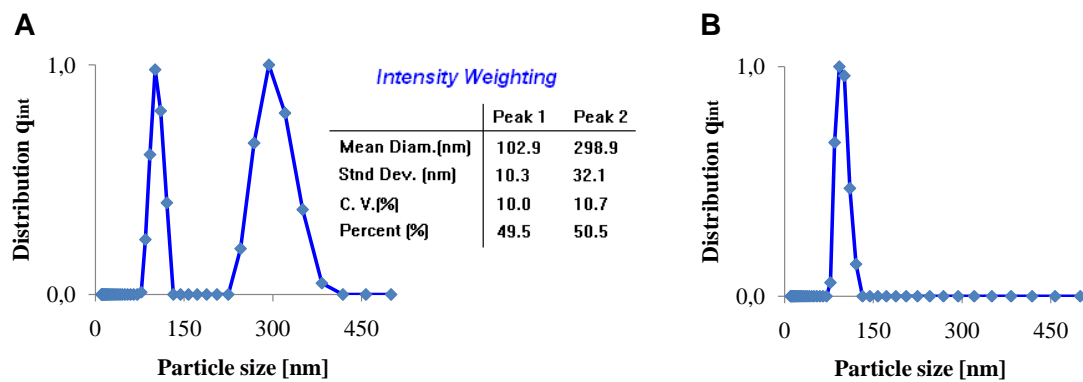 A
Distribution qint
1,0
0,0
0 150 300 450
Particle size [nm]
Intensity Weighting
Peak 1 Peak 2
Mean Diam.(nm) 102.9 298.9
Stnd Dev. (nm) 10.3 32.1
C. V.(%) 10.0 10.7
Percent (%) 49.5 50.5
B
Distribution qint
1,0
0,0
0 150 300 450
Particle size [nm]